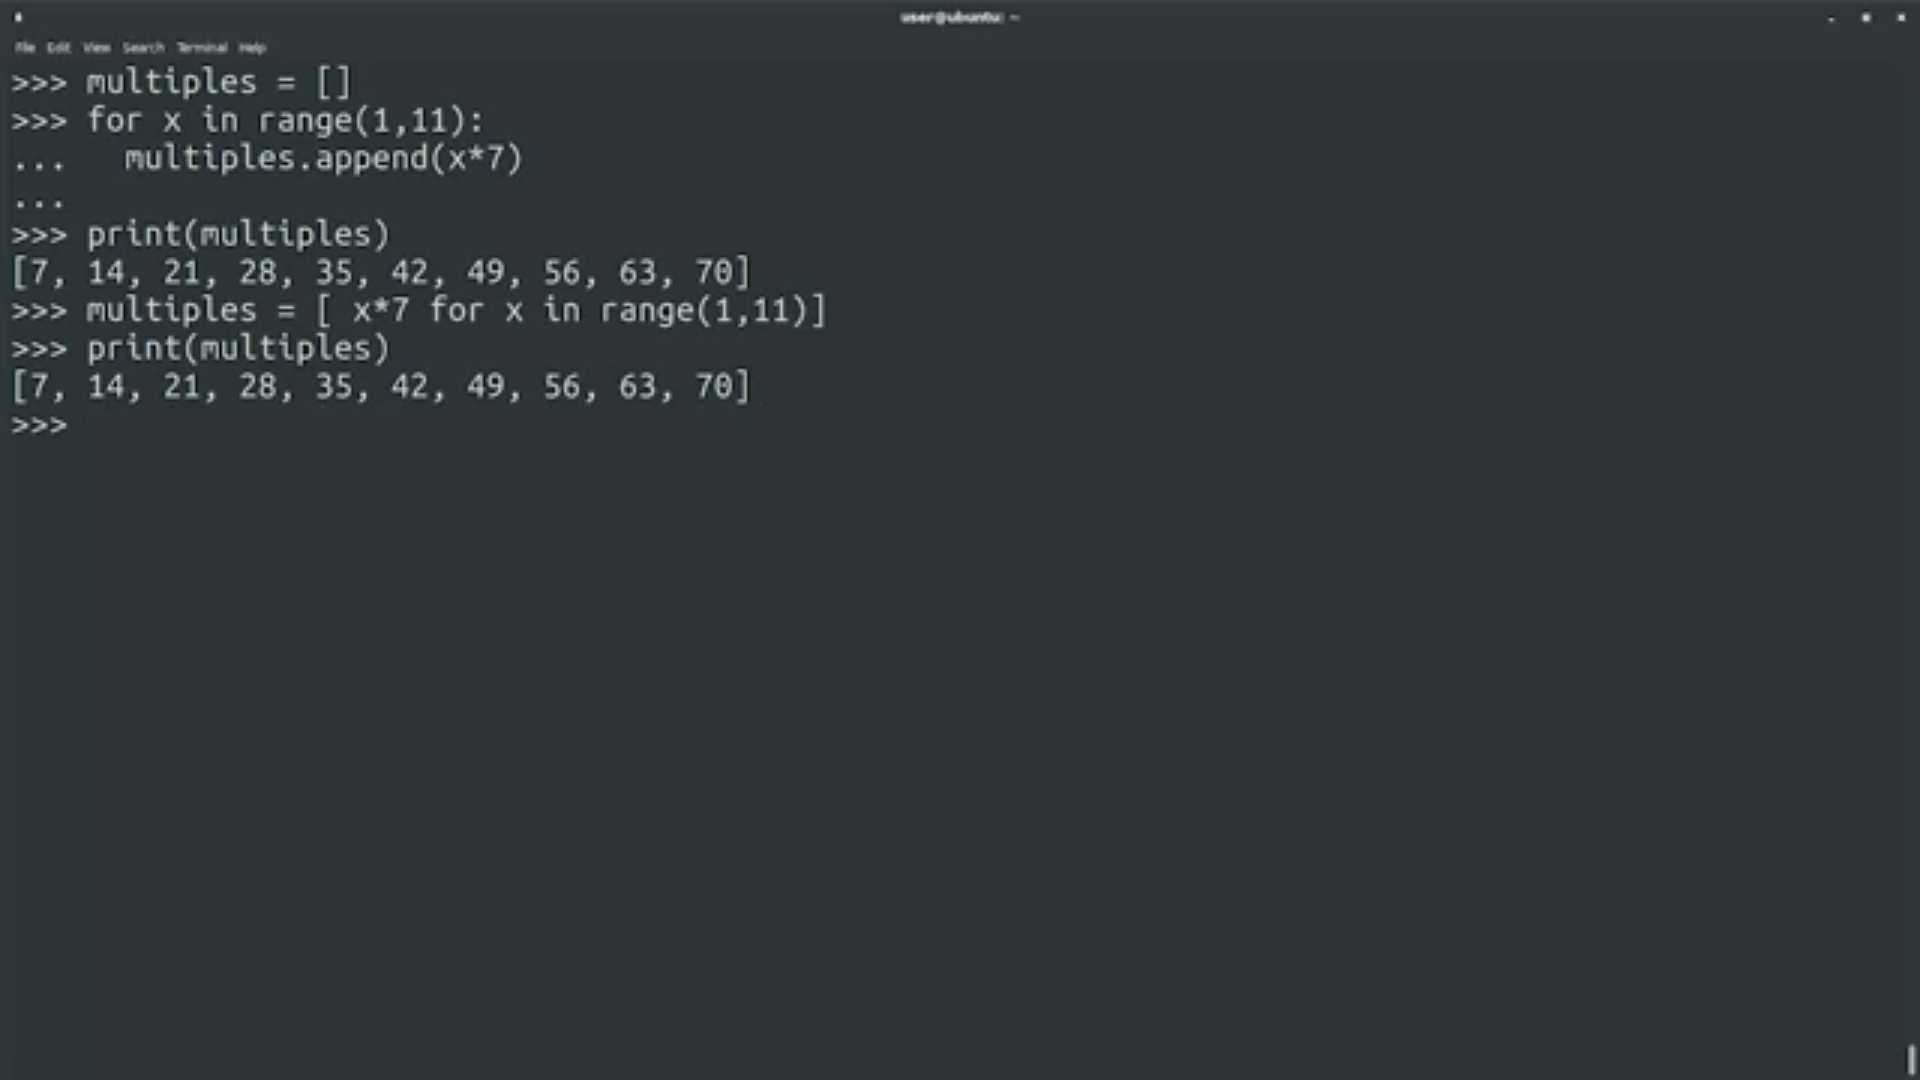 user@ubuntu: ~
File Edit View Search Terminal Help
>>> multiples = []
>>> for x in range(1,11):
...   multiples.append(x*7)
...
>>> print(multiples)
[7, 14, 21, 28, 35, 42, 49, 56, 63, 70]
>>> multiples = [ x*7 for x in range(1,11)]
>>> print(multiples)
[7, 14, 21, 28, 35, 42, 49, 56, 63, 70]
>>>